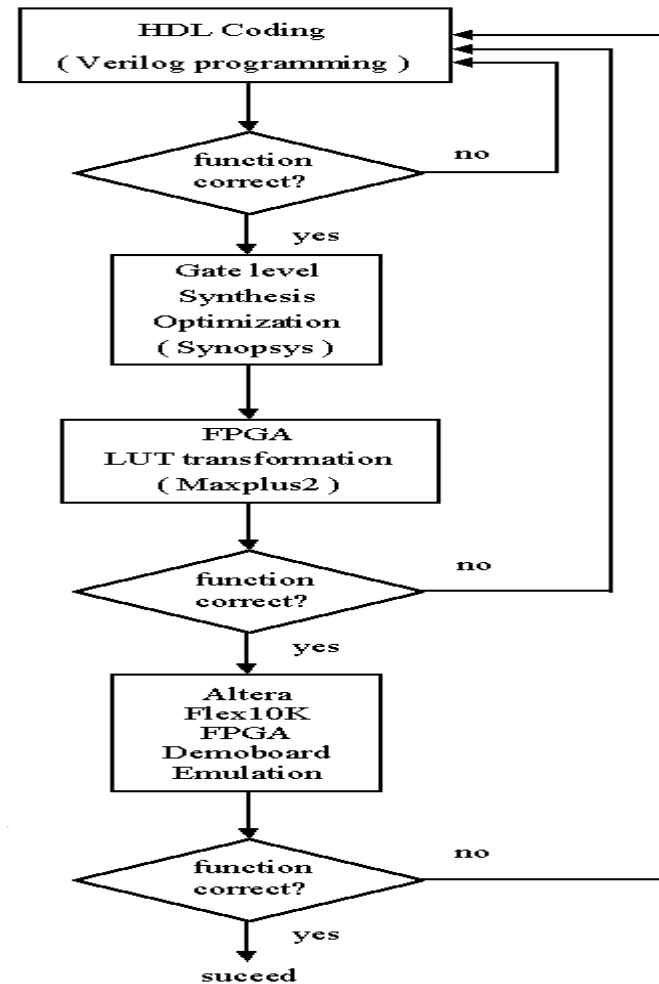 HDL Coding
( Verilog programming )
function
correct?
no
yes
Gate level
Synthesis
Optimization
( Synopsys )
FPGA
LUT transformation
( Maxplus2 )
function
correct?
no
yes
Altera
Flex10K
FPGA
Demoboard
Emulation
function
correct?
no
yes
suceed